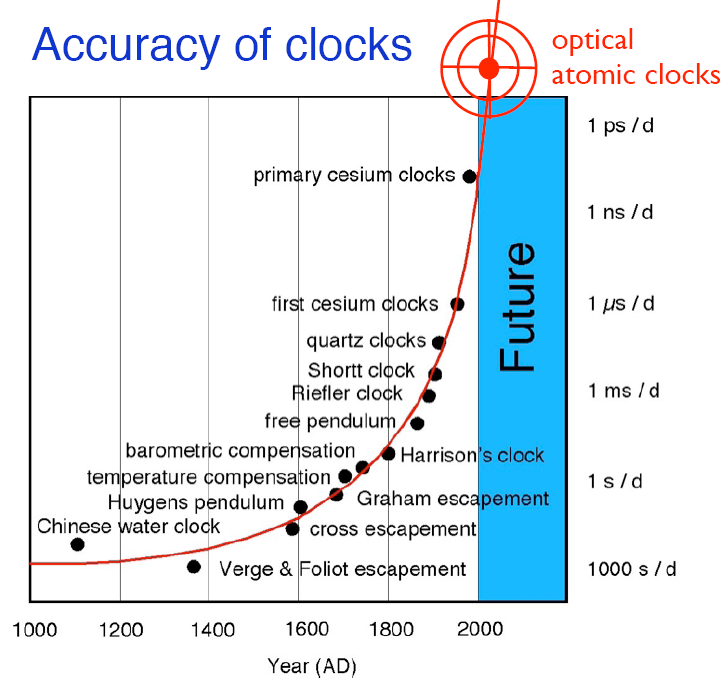 Accuracy of clocks
optical
atomic clocks
1 ps / d
primary cesium clocks
1 ns / d
Future
first cesium clocks
1 µs / d
quartz clocks
Shortt clock
Riefler clock
1 ms / d
free pendulum
barometric compensation
Harrison's clock
temperature compensation
1 s / d
Huygens pendulum
Graham escapement
Chinese water clock
cross escapement
Verge & Foliot escapement
1000 s / d
1000 1200 1400 1600 1800 2000
Year (AD)